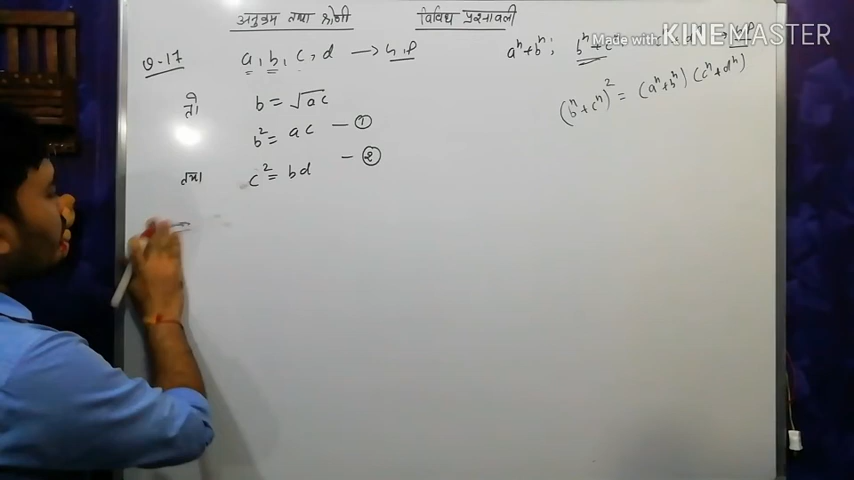 अनुक्रम तथा श्रेणी विविध प्रश्नावली
Made with KINEMASTER
Q-17 a, b, c, d → G.P aⁿ+bⁿ; bⁿ+cⁿ
तो b = √ac (bⁿ+cⁿ)² = (aⁿ+bⁿ) (cⁿ+dⁿ)
b² = ac — ①
तथा c² = bd — ②